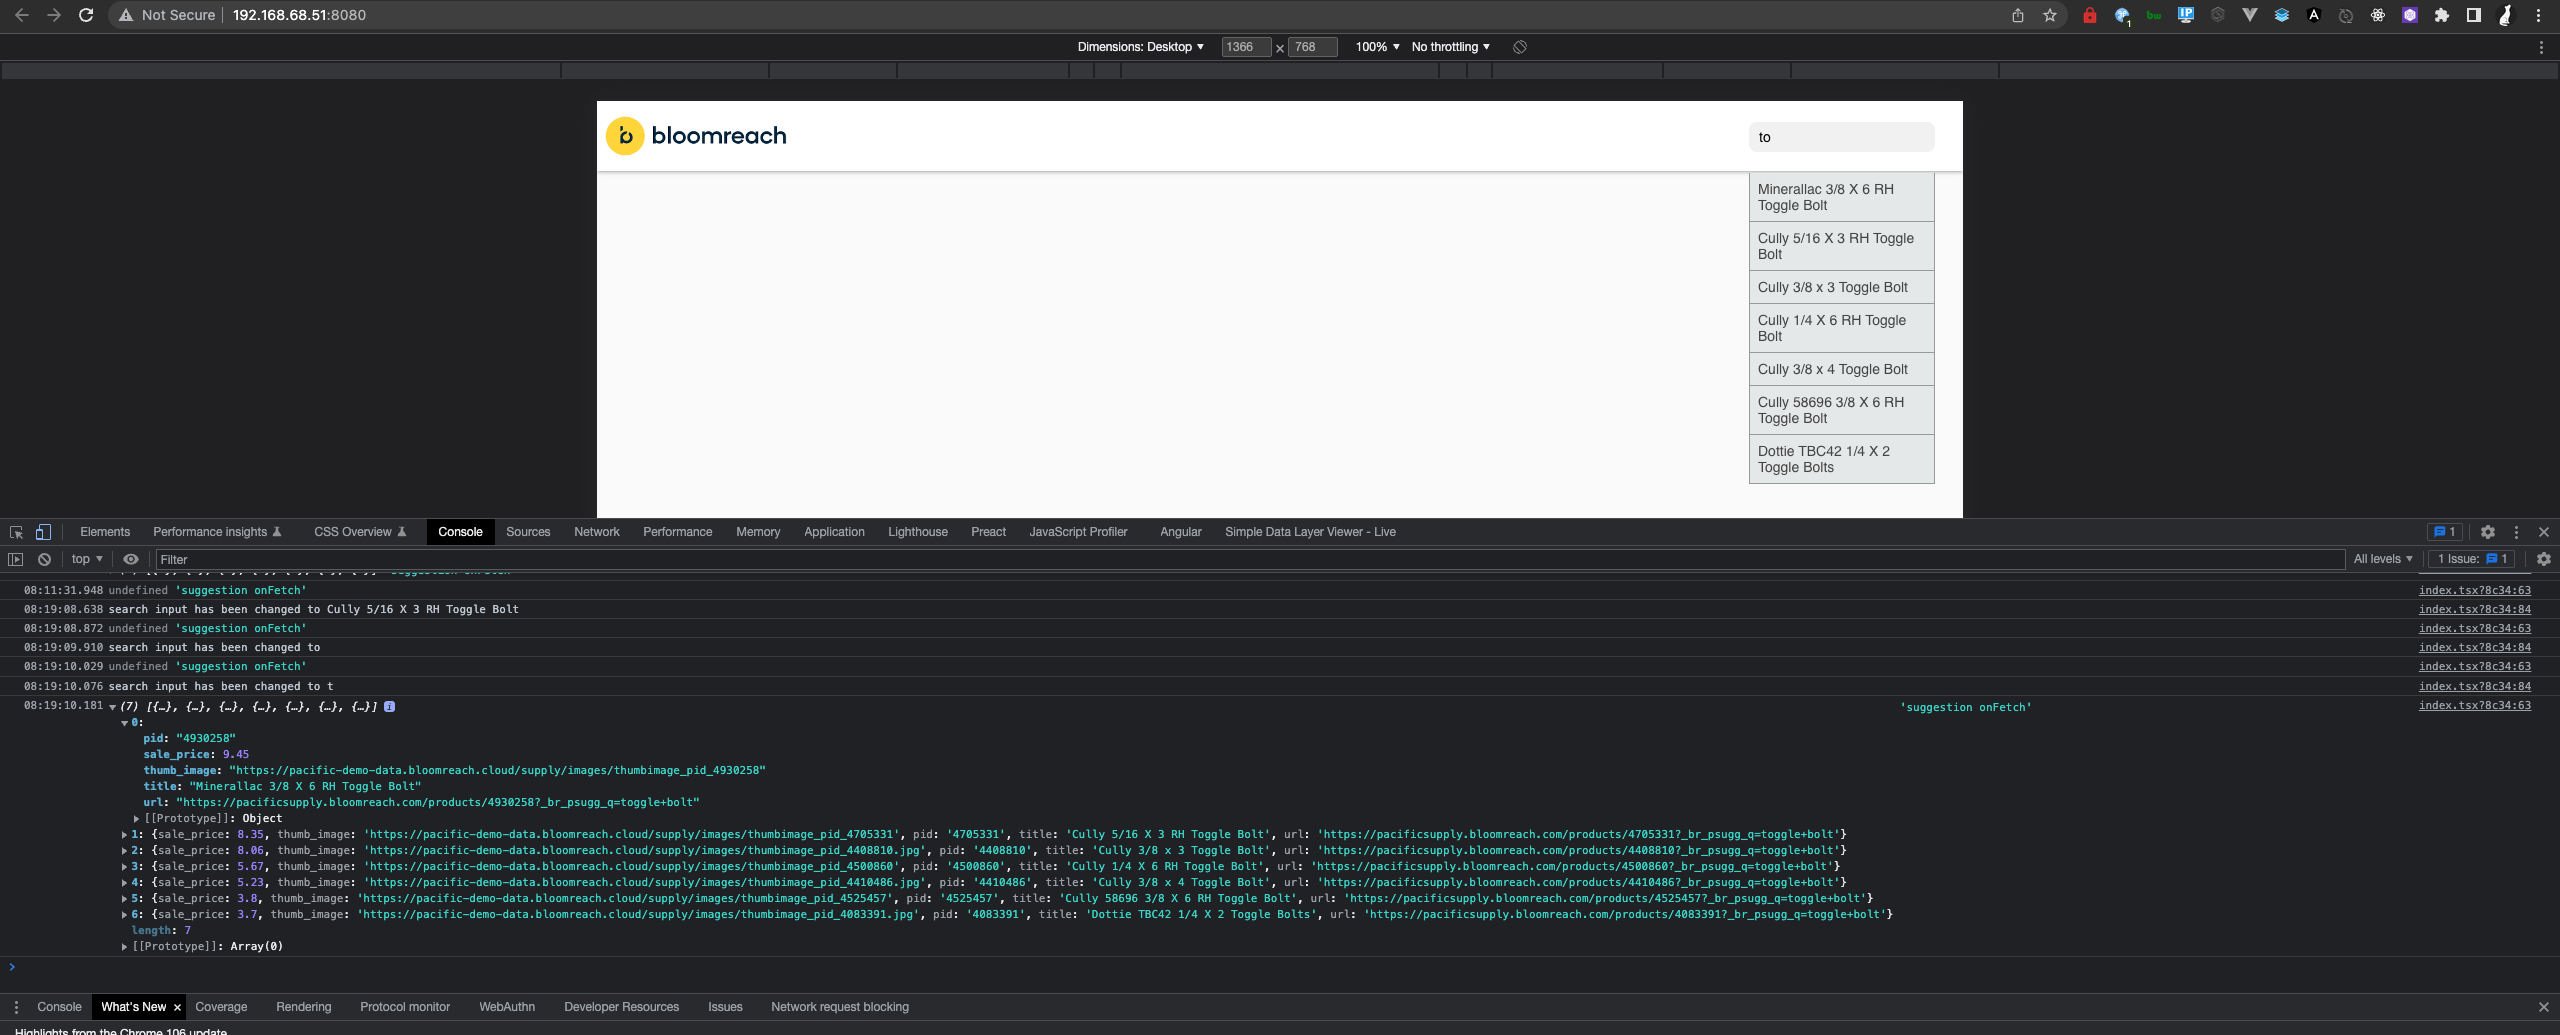 Not Secure 192.168.68.51:8080
Dimensions: Desktop 1366 × 768 100% No throttling
bloomreach
to
Minerallac 3/8 X 6 RH
Toggle Bolt
Cully 5/16 X 3 RH Toggle
Bolt
Cully 3/8 x 3 Toggle Bolt
Cully 1/4 X 6 RH Toggle
Bolt
Cully 3/8 x 4 Toggle Bolt
Cully 58696 3/8 X 6 RH
Toggle Bolt
Dottie TBC42 1/4 X 2
Toggle Bolts
Elements Performance insights CSS Overview Console Sources Network Performance Memory Application Lighthouse Preact JavaScript Profiler Angular Simple Data Layer Viewer - Live 1
top Filter All levels 1 Issue: 1
08:11:31.948 undefined 'suggestion onFetch' index.tsx?8c34:63
08:19:08.638 search input has been changed to Cully 5/16 X 3 RH Toggle Bolt index.tsx?8c34:84
08:19:08.872 undefined 'suggestion onFetch' index.tsx?8c34:63
08:19:09.910 search input has been changed to index.tsx?8c34:84
08:19:10.029 undefined 'suggestion onFetch' index.tsx?8c34:63
08:19:10.076 search input has been changed to t index.tsx?8c34:84
08:19:10.181 (7) [{…}, {…}, {…}, {…}, {…}, {…}, {…}] 'suggestion onFetch' index.tsx?8c34:63
0:
pid: "4930258"
sale_price: 9.45
thumb_image: "https://pacific-demo-data.bloomreach.cloud/supply/images/thumbimage_pid_4930258"
title: "Minerallac 3/8 X 6 RH Toggle Bolt"
url: "https://pacificsupply.bloomreach.com/products/4930258?_br_psugg_q=toggle+bolt"
[[Prototype]]: Object
1: {sale_price: 8.35, thumb_image: 'https://pacific-demo-data.bloomreach.cloud/supply/images/thumbimage_pid_4705331', pid: '4705331', title: 'Cully 5/16 X 3 RH Toggle Bolt', url: 'https://pacificsupply.bloomreach.com/products/4705331?_br_psugg_q=toggle+bolt'}
2: {sale_price: 8.06, thumb_image: 'https://pacific-demo-data.bloomreach.cloud/supply/images/thumbimage_pid_4408810.jpg', pid: '4408810', title: 'Cully 3/8 x 3 Toggle Bolt', url: 'https://pacificsupply.bloomreach.com/products/4408810?_br_psugg_q=toggle+bolt'}
3: {sale_price: 5.67, thumb_image: 'https://pacific-demo-data.bloomreach.cloud/supply/images/thumbimage_pid_4500860', pid: '4500860', title: 'Cully 1/4 X 6 RH Toggle Bolt', url: 'https://pacificsupply.bloomreach.com/products/4500860?_br_psugg_q=toggle+bolt'}
4: {sale_price: 5.23, thumb_image: 'https://pacific-demo-data.bloomreach.cloud/supply/images/thumbimage_pid_4410486.jpg', pid: '4410486', title: 'Cully 3/8 x 4 Toggle Bolt', url: 'https://pacificsupply.bloomreach.com/products/4410486?_br_psugg_q=toggle+bolt'}
5: {sale_price: 3.8, thumb_image: 'https://pacific-demo-data.bloomreach.cloud/supply/images/thumbimage_pid_4525457', pid: '4525457', title: 'Cully 58696 3/8 X 6 RH Toggle Bolt', url: 'https://pacificsupply.bloomreach.com/products/4525457?_br_psugg_q=toggle+bolt'}
6: {sale_price: 3.7, thumb_image: 'https://pacific-demo-data.bloomreach.cloud/supply/images/thumbimage_pid_4083391.jpg', pid: '4083391', title: 'Dottie TBC42 1/4 X 2 Toggle Bolts', url: 'https://pacificsupply.bloomreach.com/products/4083391?_br_psugg_q=toggle+bolt'}
length: 7
[[Prototype]]: Array(0)
Console What's New Coverage Rendering Protocol monitor WebAuthn Developer Resources Issues Network request blocking
Highlights from the Chrome 106 update